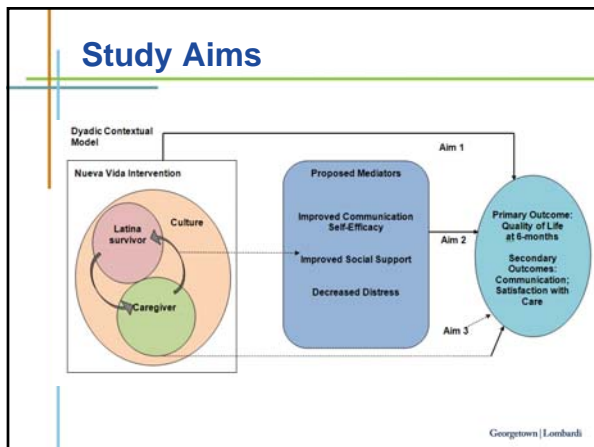 Study Aims
Dyadic Contextual
Model
Nueva Vida Intervention
Culture
Latina
survivor
Caregiver
Proposed Mediators
Improved Communication
Self-Efficacy
Improved Social Support
Decreased Distress
Aim 1
Aim 2
Aim 3
Primary Outcome:
Quality of Life
at 6-months
Secondary
Outcomes:
Communication;
Satisfaction with
Care
Georgetown | Lombardi